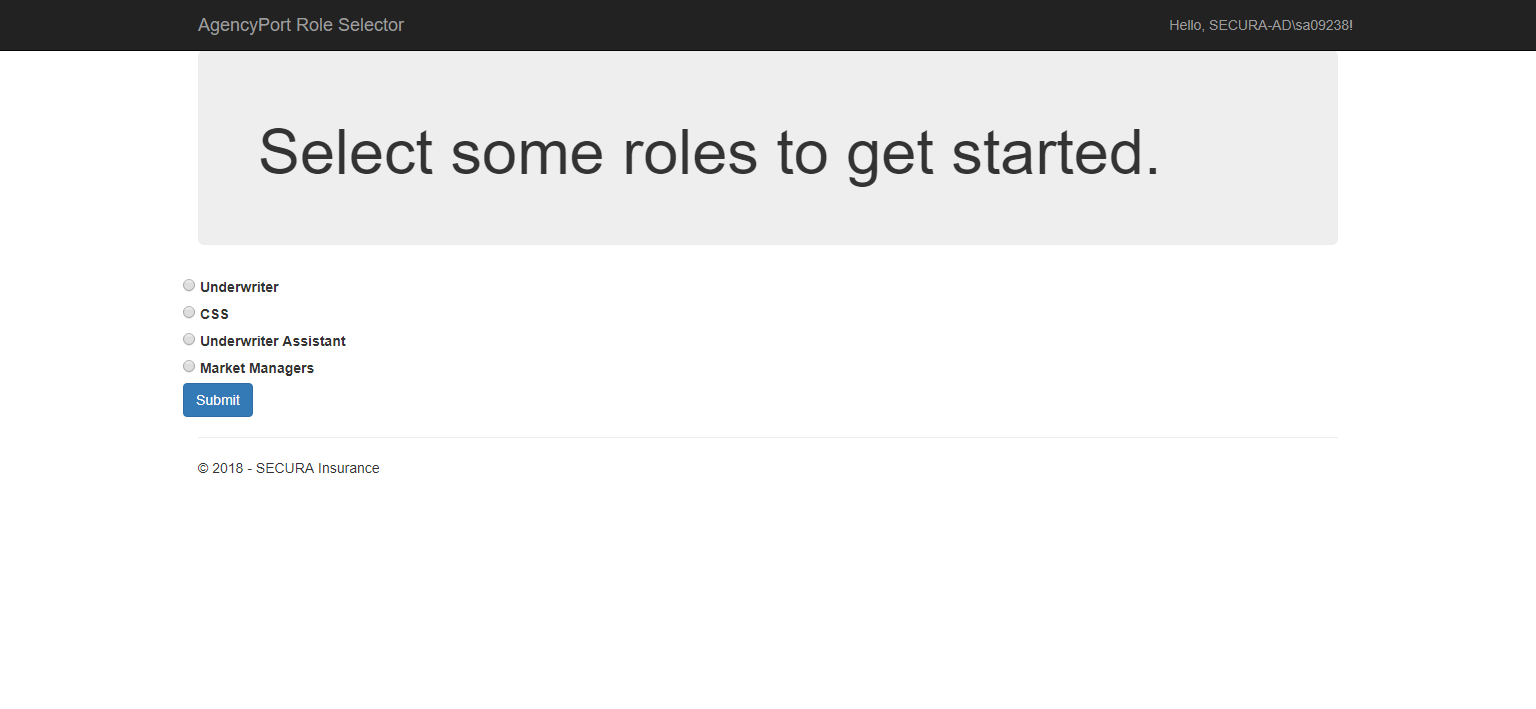 AgencyPort Role Selector
Hello, SECURA-AD\sa09238!
Select some roles to get started.
Underwriter
CSS
Underwriter Assistant
Market Managers
Submit
© 2018 - SECURA Insurance